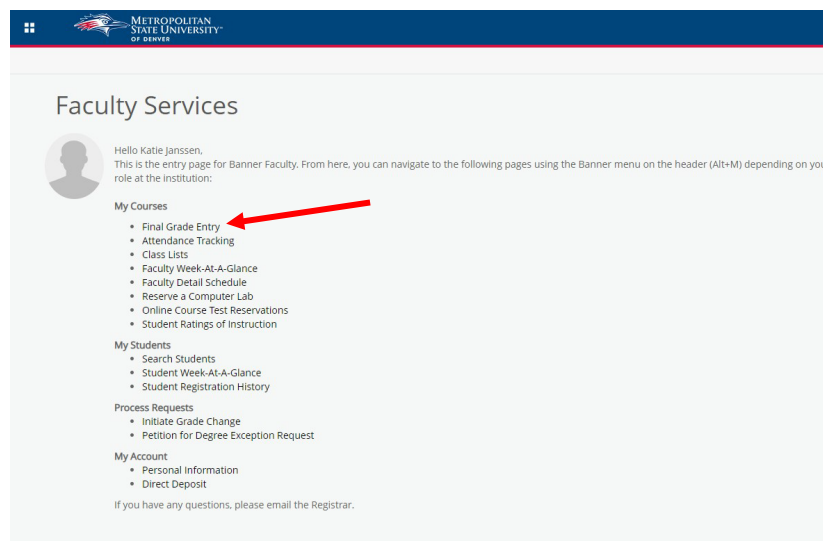 METROPOLITAN
STATE UNIVERSITY™
OF DENVER
Faculty Services
Hello Katie Janssen,
This is the entry page for Banner Faculty. From here, you can navigate to the following pages using the Banner menu on the header (Alt+M) depending on you
role at the institution:
My Courses
• Final Grade Entry
• Attendance Tracking
• Class Lists
• Faculty Week-At-A-Glance
• Faculty Detail Schedule
• Reserve a Computer Lab
• Online Course Test Reservations
• Student Ratings of Instruction
My Students
• Search Students
• Student Week-At-A-Glance
• Student Registration History
Process Requests
• Initiate Grade Change
• Petition for Degree Exception Request
My Account
• Personal Information
• Direct Deposit
If you have any questions, please email the Registrar.